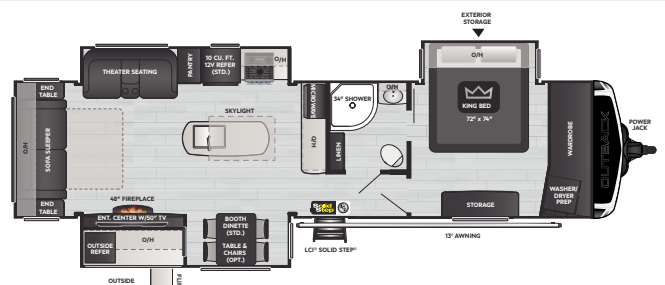 EXTERIOR
STORAGE
O/H
KING BED
72" x 74"
THEATER SEATING
PANTRY
10 CU. FT.
12V REFER
(STD.)
O/H
END
TABLE
O/H
SOFA SLEEPER
END
TABLE
SKYLIGHT
MICROWAVE
O/H
34" SHOWER
O/H
LINEN
WARDROBE
OUTBACK
POWER
JACK
WASHER/
DRYER
PREP
STORAGE
48" FIREPLACE
ENT. CENTER W/50" TV
O/H
OUTSIDE
REFER
BOOTH
DINETTE
(STD.)
TABLE &
CHAIRS
(OPT.)
Solid
Step
LCI® SOLID STEP®
13' AWNING
OUTSIDE